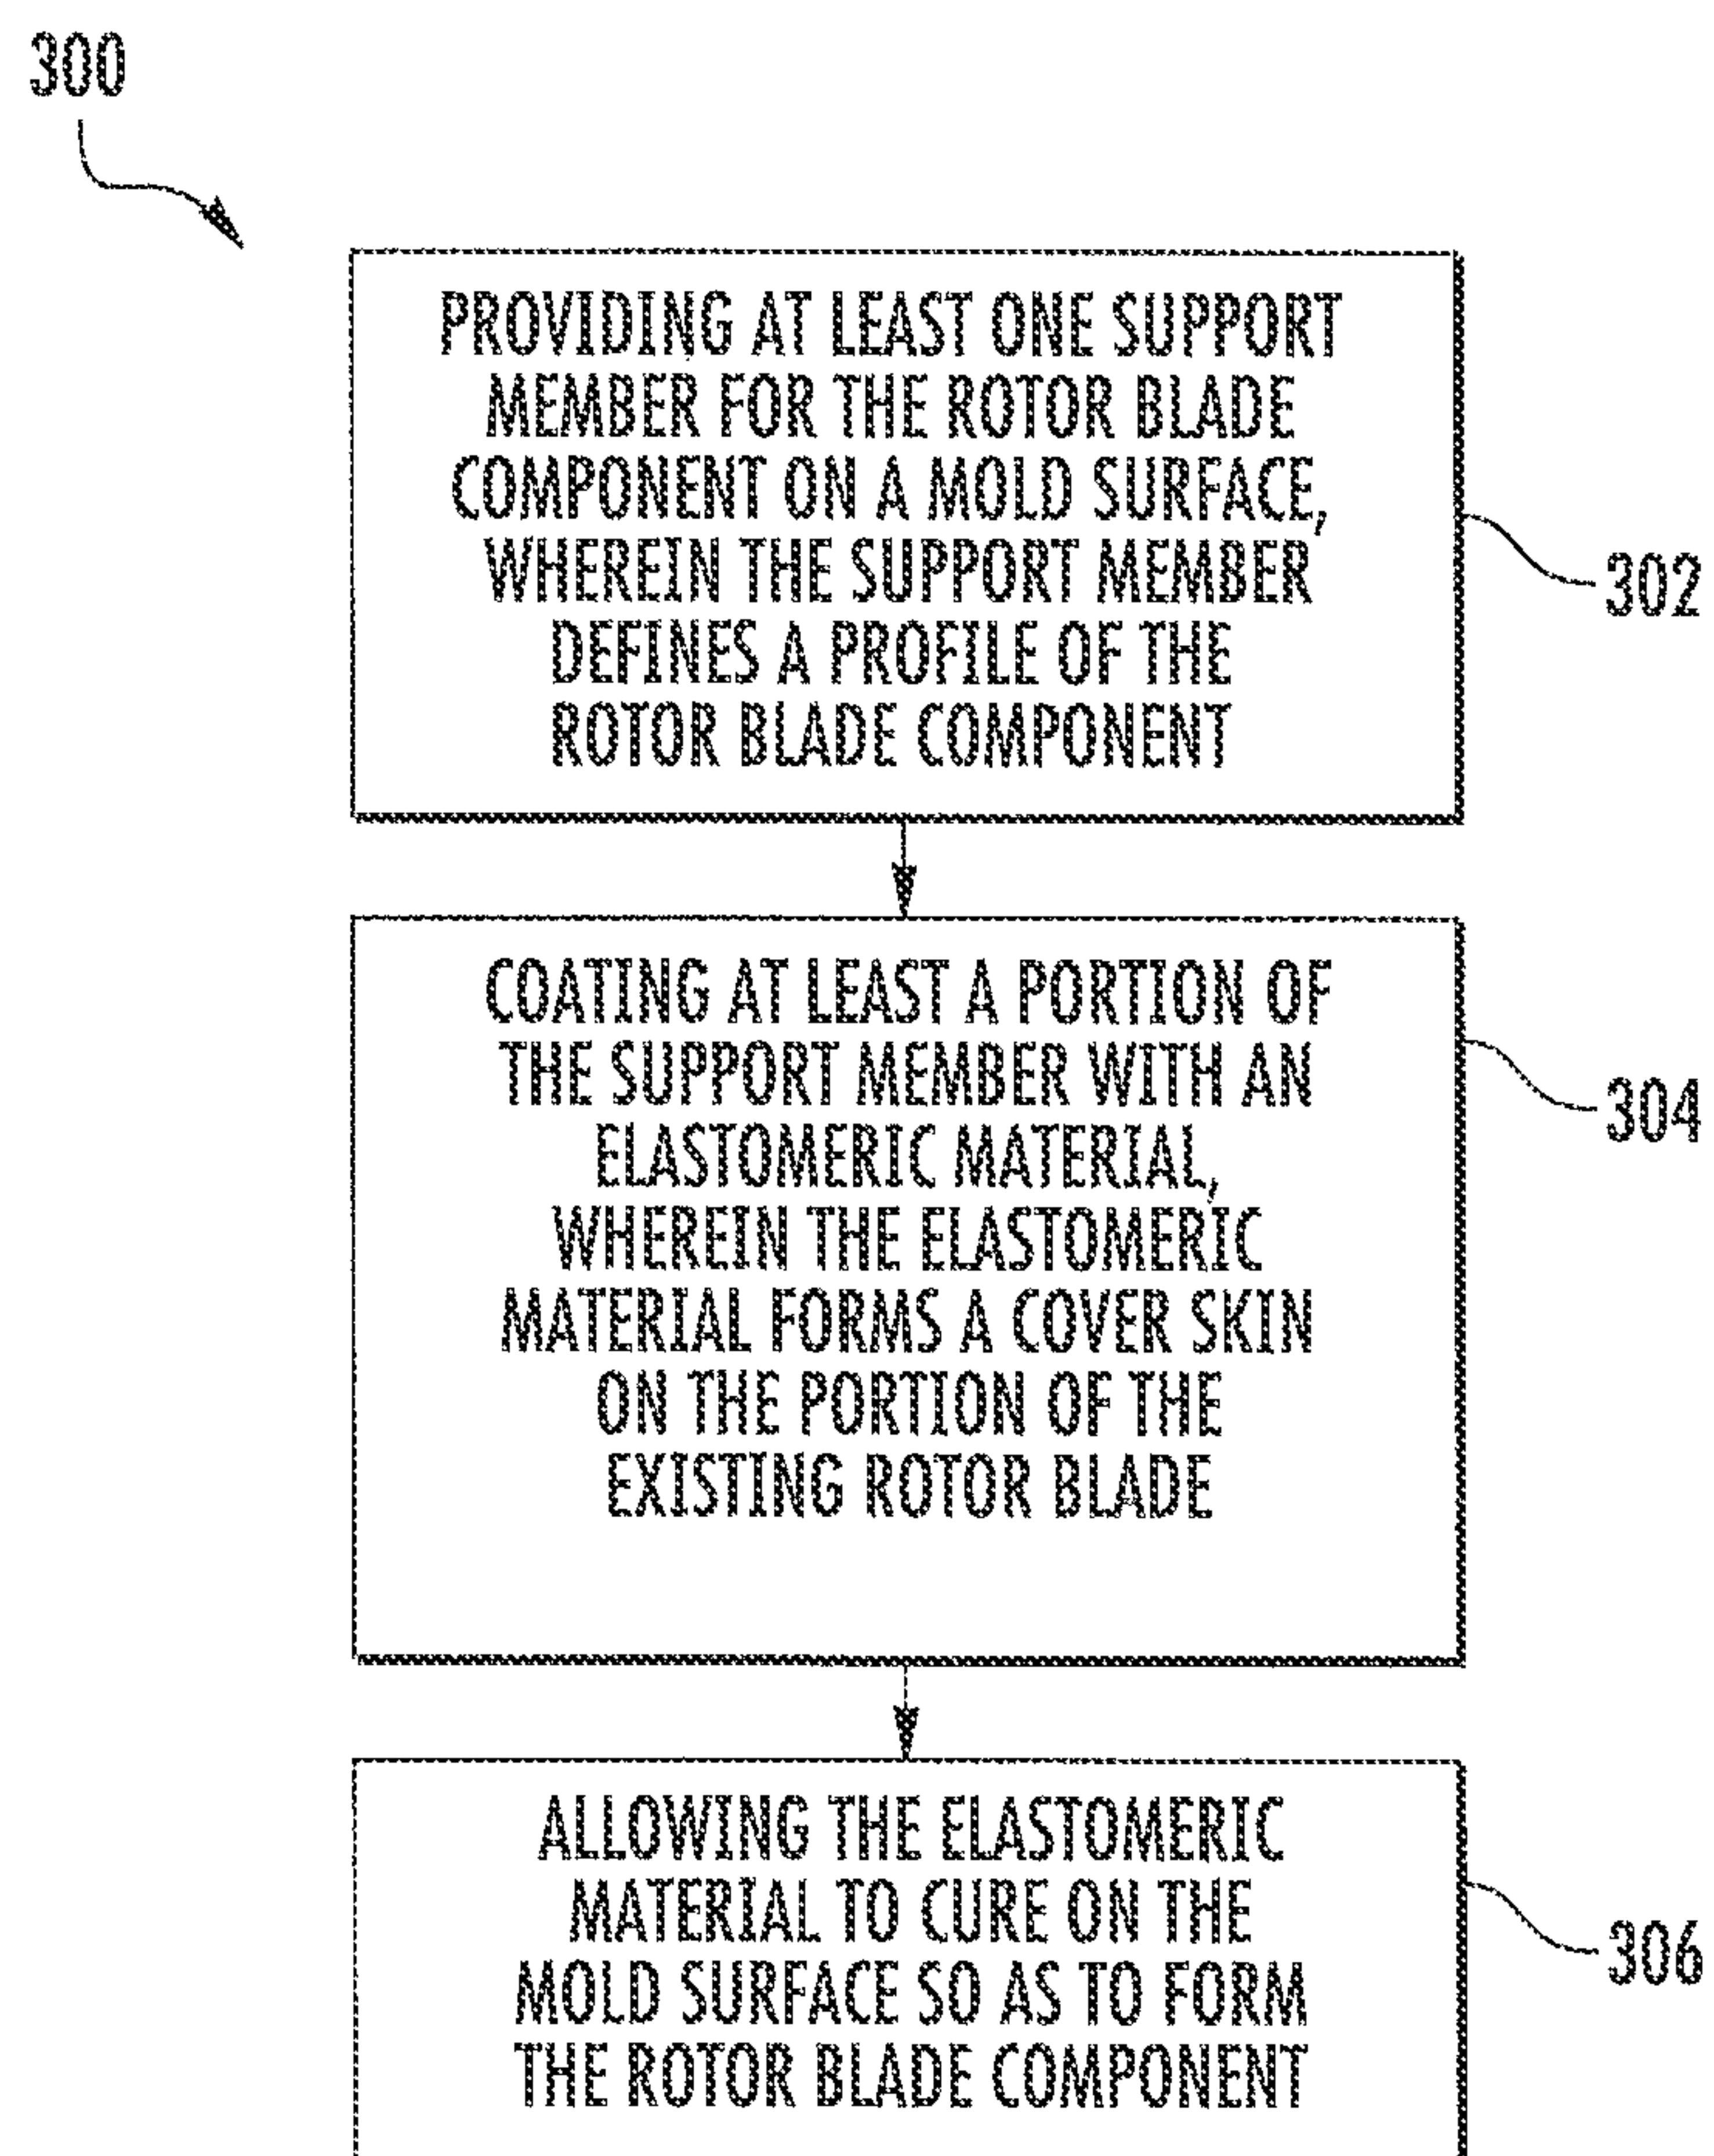 300
PROVIDING AT LEAST ONE SUPPORT
MEMBER FOR THE ROTOR BLADE
COMPONENT ON A MOLD SURFACE,
WHEREIN THE SUPPORT MEMBER
DEFINES A PROFILE OF THE
ROTOR BLADE COMPONENT
302
COATING AT LEAST A PORTION OF
THE SUPPORT MEMBER WITH AN
ELASTOMERIC MATERIAL,
WHEREIN THE ELASTOMERIC
MATERIAL FORMS A COVER SKIN
ON THE PORTION OF THE
EXISTING ROTOR BLADE
304
ALLOWING THE ELASTOMERIC
MATERIAL TO CURE ON THE
MOLD SURFACE SO AS TO FORM
THE ROTOR BLADE COMPONENT
306